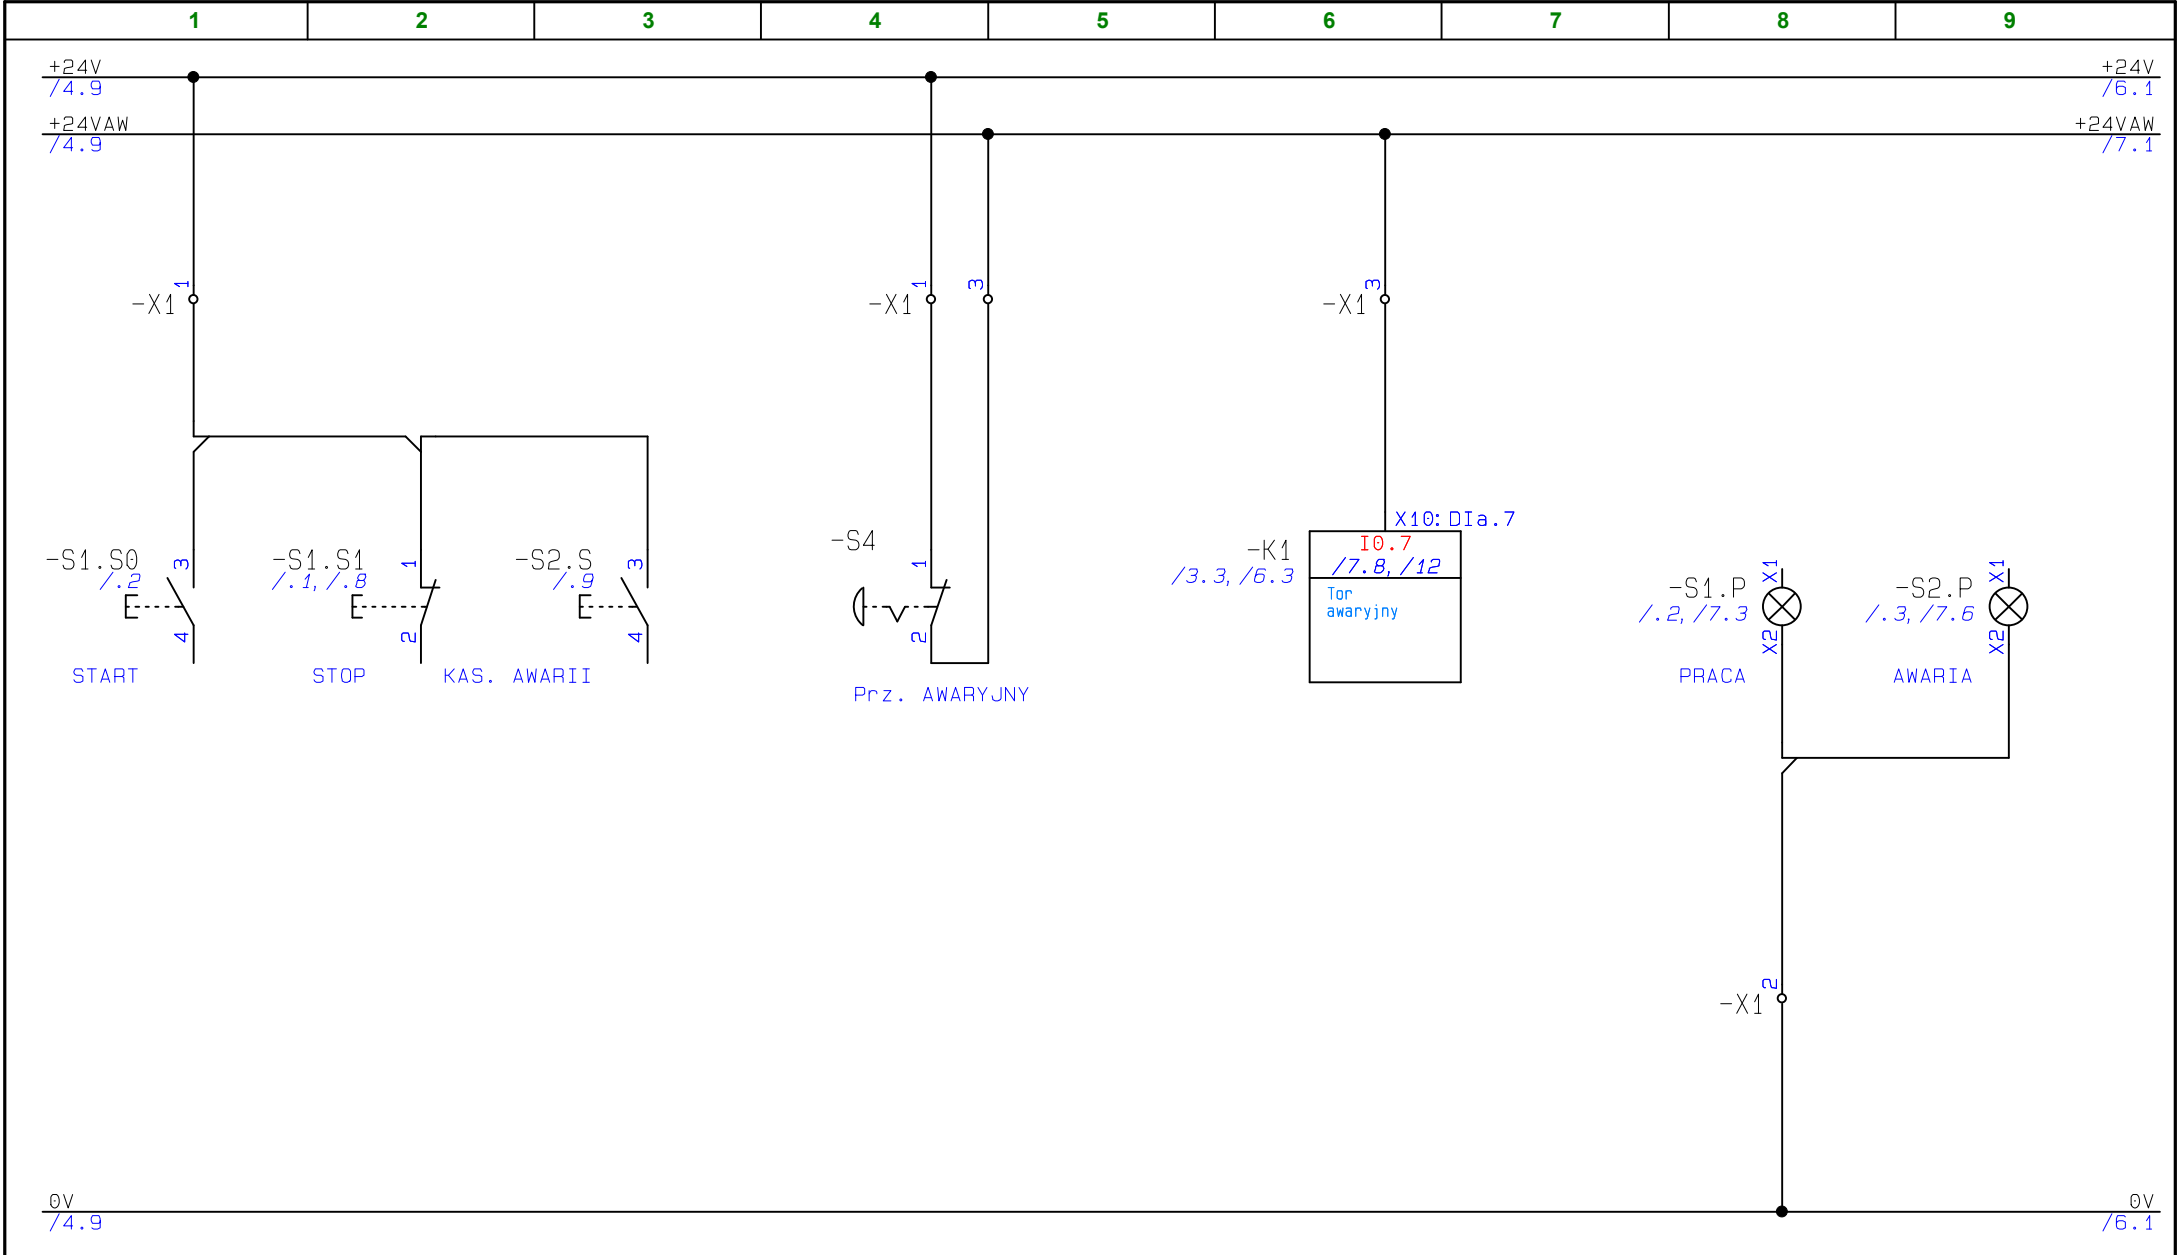 1 2 3 4 5 6 7 8 9
+24V +24V
/4.9 /6.1
+24VAW +24VAW
/4.9 /7.1
1 1 3 3
-X1 -X1 -X1
X10:DIa.7
-S4
-S1.S0 3 -S1.S1 1 -S2.S 3 1 -K1 I0.7
/.2 /.1,/.8 /.9 /3.3,/6.3 /7.8,/12
-S1.P X1 -S2.P X1
/.2,/7.3 /.3,/7.6
Tor
awaryjny
4 2 4 2 X2 X2
START STOP KAS. AWARII PRACA AWARIA
Prz. AWARYJNY
2
-X1
0V 0V
/4.9 /6.1